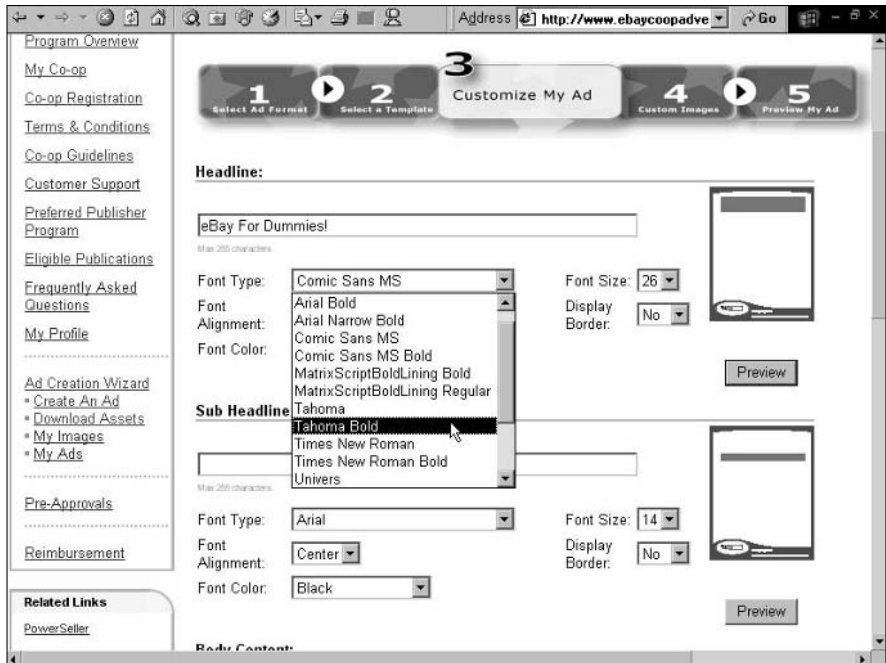 Address http://www.ebaycoopadve Go
Program Overview
My Co-op
Co-op Registration
Terms & Conditions
Co-op Guidelines
Customer Support
Preferred Publisher
Program
Eligible Publications
Frequently Asked
Questions
My Profile
Ad Creation Wizard
Create An Ad
Download Assets
My Images
My Ads
Pre-Approvals
Reimbursement
Related Links
PowerSeller
1
Select Ad Format
2
Select a Template
3
Customize My Ad
4
Custom Images
5
Preview My Ad
Headline:
eBay For Dummies!
Max 255 characters
Font Type: Comic Sans MS Font Size: 26
Font
Alignment:
Display
Border: No
Font Color:
Arial Bold
Arial Narrow Bold
Comic Sans MS
Comic Sans MS Bold
MatrixScriptBoldLining Bold
MatrixScriptBoldLining Regular
Tahoma
Tahoma Bold
Times New Roman
Times New Roman Bold
Univers
Preview
Sub Headline
Max 255 characters
Font Type: Arial Font Size: 14
Font
Alignment: Center
Display
Border: No
Font Color: Black
Preview
Body Content: